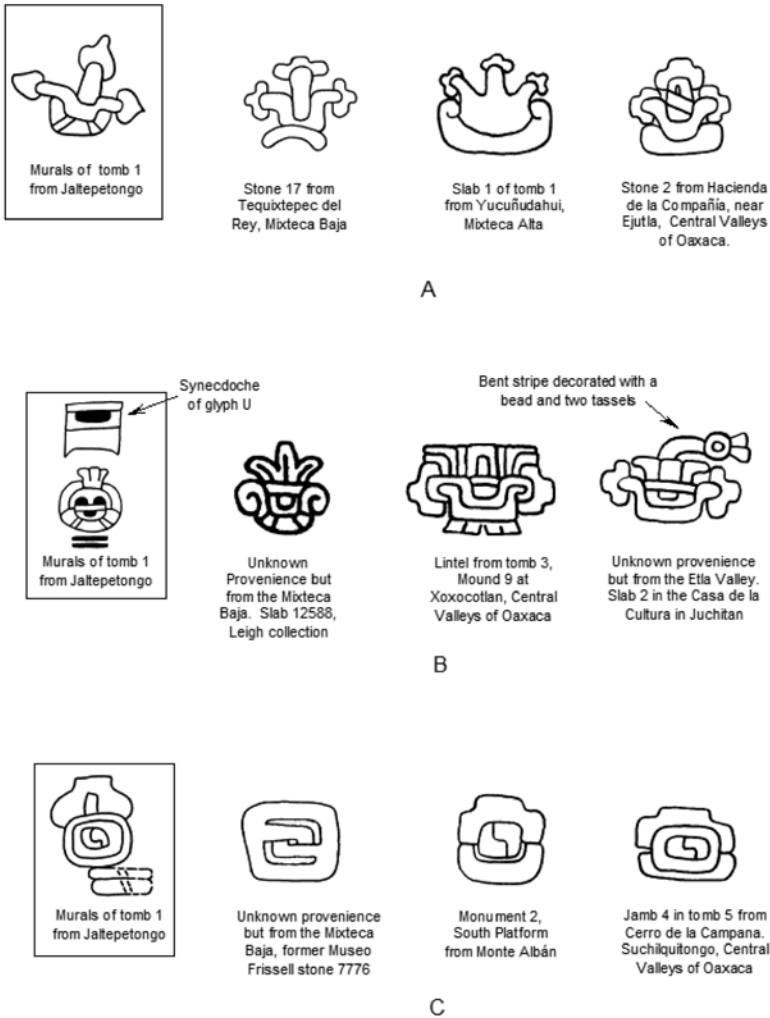 Murals of tomb 1
from Jaltepetongo
Stone 17 from
Tequixtepec del
Rey, Mixteca Baja
Slab 1 of tomb 1
from Yucuñudahui,
Mixteca Alta
Stone 2 from Hacienda
de la Compañía, near
Ejutla, Central Valleys
of Oaxaca.
A
Synecdoche
of glyph U
Bent stripe decorated with a
bead and two tassels
Murals of tomb 1
from Jaltepetongo
Unknown
Provenience but
from the Mixteca
Baja. Slab 12588,
Leigh collection
Lintel from tomb 3,
Mound 9 at
Xoxocotlan, Central
Valleys of Oaxaca
Unknown provenience
but from the Etla Valley.
Slab 2 in the Casa de la
Cultura in Juchitan
B
Murals of tomb 1
from Jaltepetongo
Unknown provenience
but from the Mixteca
Baja, former Museo
Frissell stone 7776
Monument 2,
South Platform
from Monte Albán
Jamb 4 in tomb 5 from
Cerro de la Campana.
Suchilquitongo, Central
Valleys of Oaxaca
C